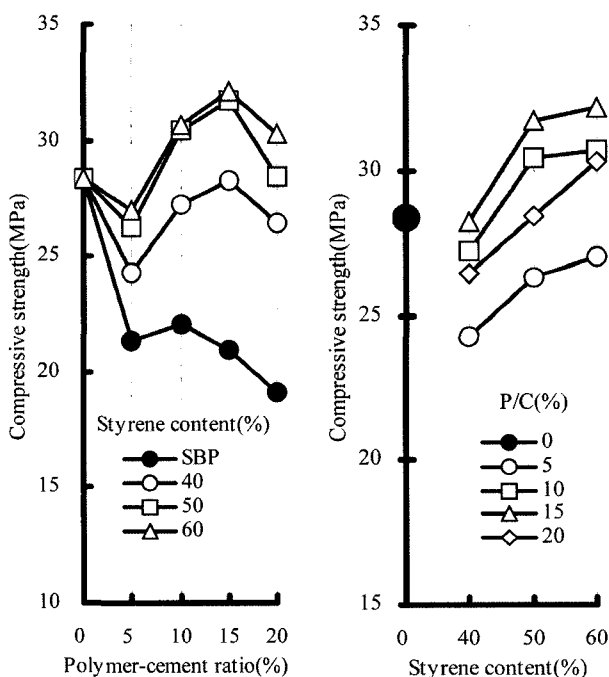 35
30
25
20
15
10
Compressive strength(MPa)
Styrene content(%)
SBP
40
50
60
0 5 10 15 20
Polymer-cement ratio(%)
35
30
25
20
15
Compressive strength(MPa)
P/C(%)
0
5
10
15
20
0 40 50 60
Styrene content(%)